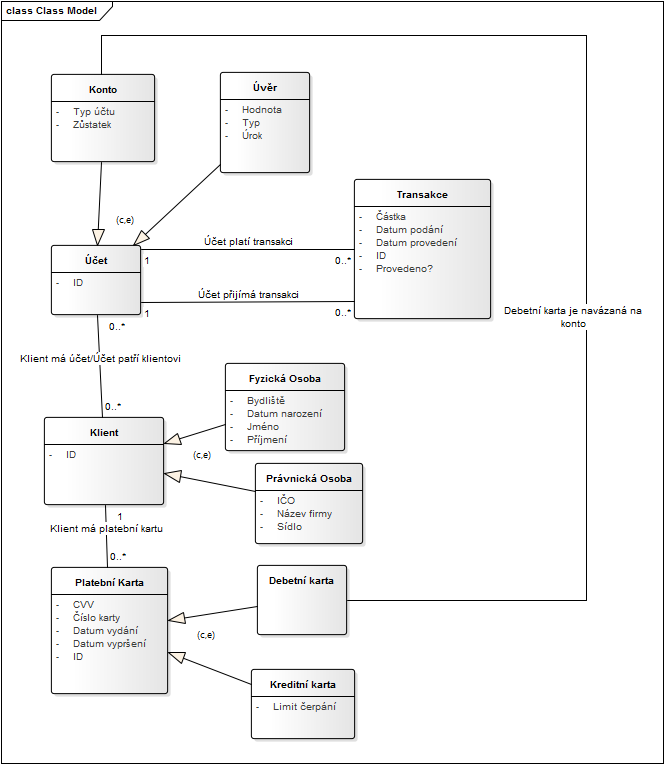 class Class Model
Konto
- Typ účtu
- Zůstatek
Úvěr
- Hodnota
- Typ
- Úrok
(c,e)
Transakce
- Částka
- Datum podání
- Datum provedení
- ID
- Provedeno?
Účet
- ID
Účet platí transakci
1
0..*
Účet přijímá transakci
1
0..*
Debetní karta je navázaná na
konto
0..*
Klient má účet/Účet patří klientovi
0..*
Fyzická Osoba
- Bydliště
- Datum narození
- Jméno
- Příjmení
Klient
- ID
(c,e)
Právnická Osoba
- IČO
- Název firmy
- Sídlo
1
Klient má platební kartu
0..*
Platební Karta
- CVV
- Číslo karty
- Datum vydání
- Datum vypršení
- ID
Debetní karta
(c,e)
Kreditní karta
- Limit čerpání